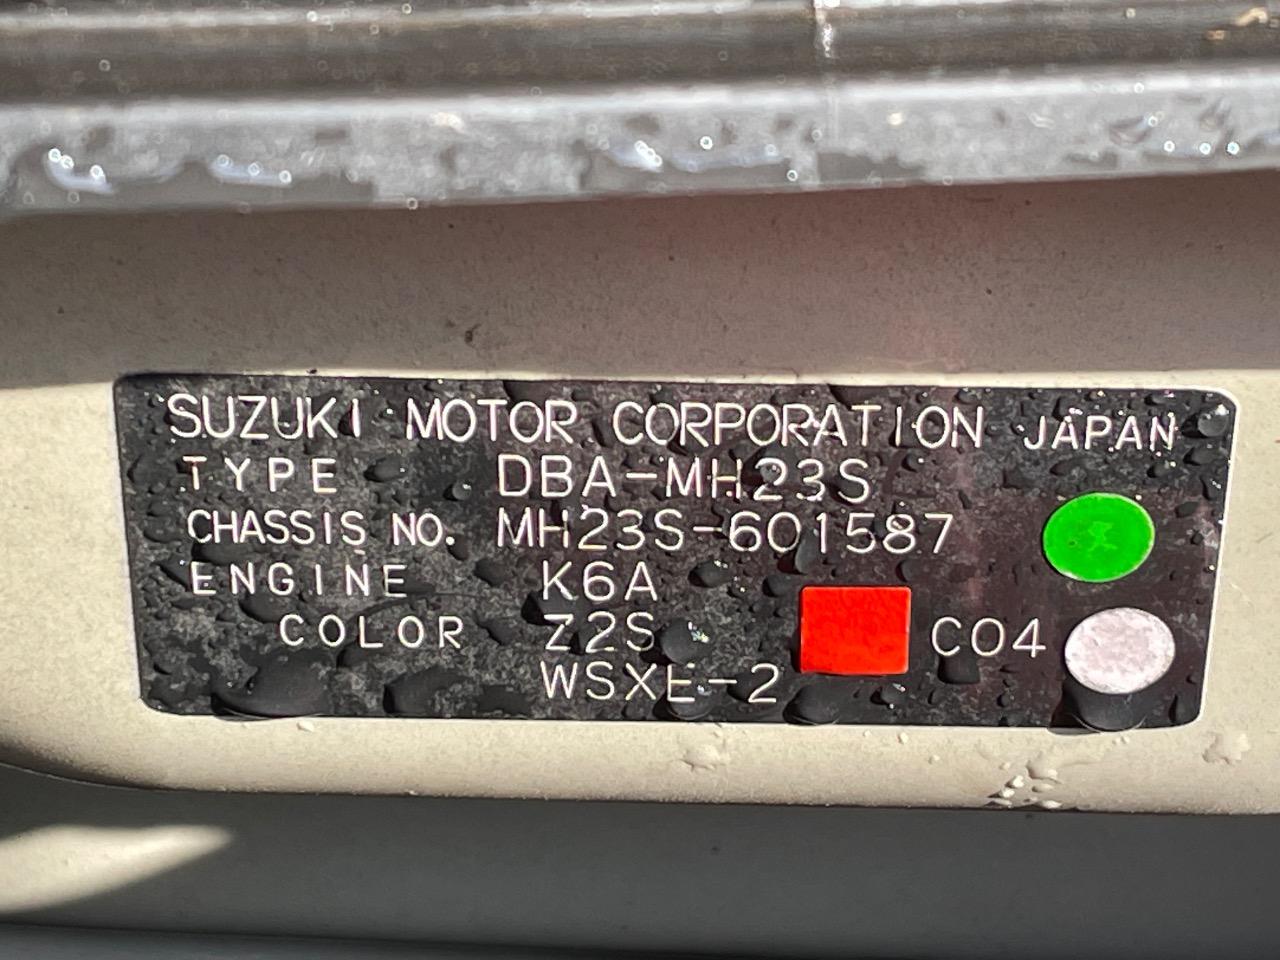 SUZUKI MOTOR CORPORATION JAPAN
TYPE DBA-MH23S
CHASSIS NO. MH23S-601587
ENGINE K6A
COLOR Z2S C04
WSXE-2